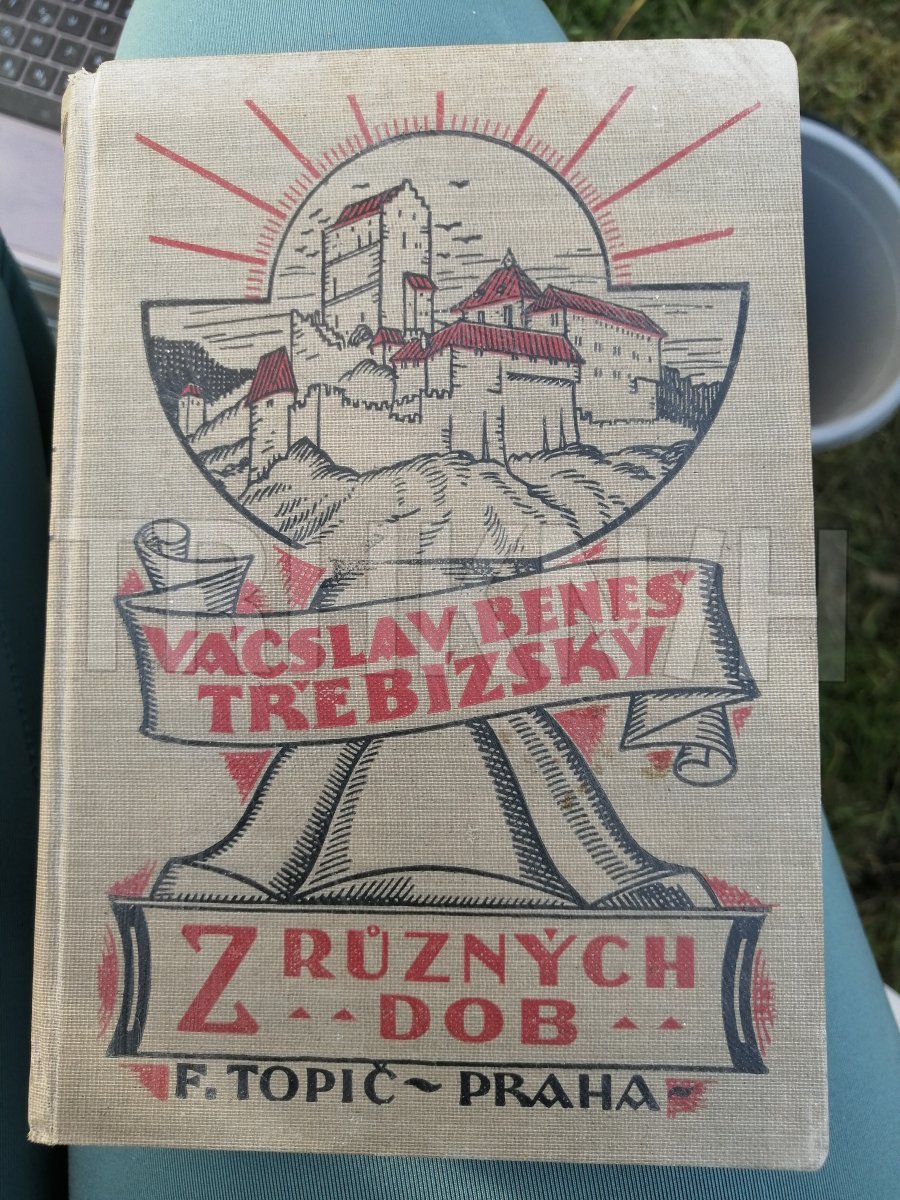 VÁCSLAV BENEŠ
TŘEBÍZSKÝ
Z RŮZNÝCH
DOB
F. TOPIČ ~ PRAHA